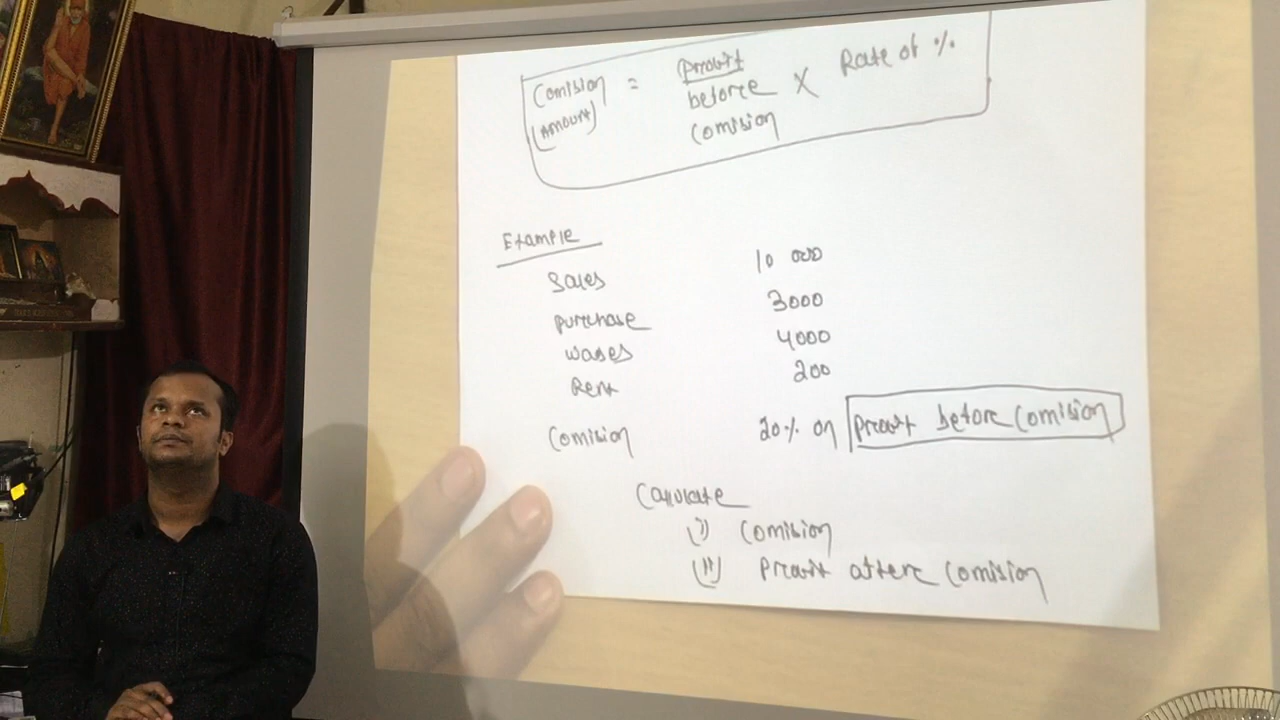 Comision = Profit before Comision × Rate of %
(Amount)
Example
Sales 10 000
Purchase 3000
Wages 4000
Rent 200
Comision 20% on Profit before Comision
Calculate
(i) Comision
(ii) Profit after Comision